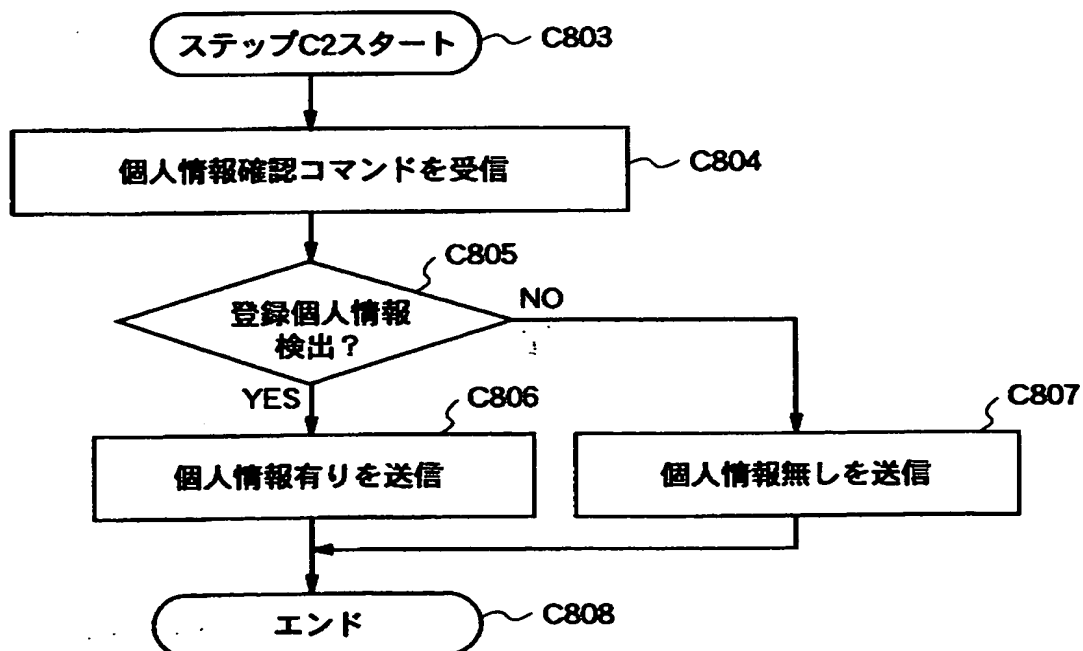 ステップC2スタート
C803
個人情報確認コマンドを受信
C804
C805
登録個人情報
検出？
NO
YES
C806
C807
個人情報有りを送信
個人情報無しを送信
エンド
C808